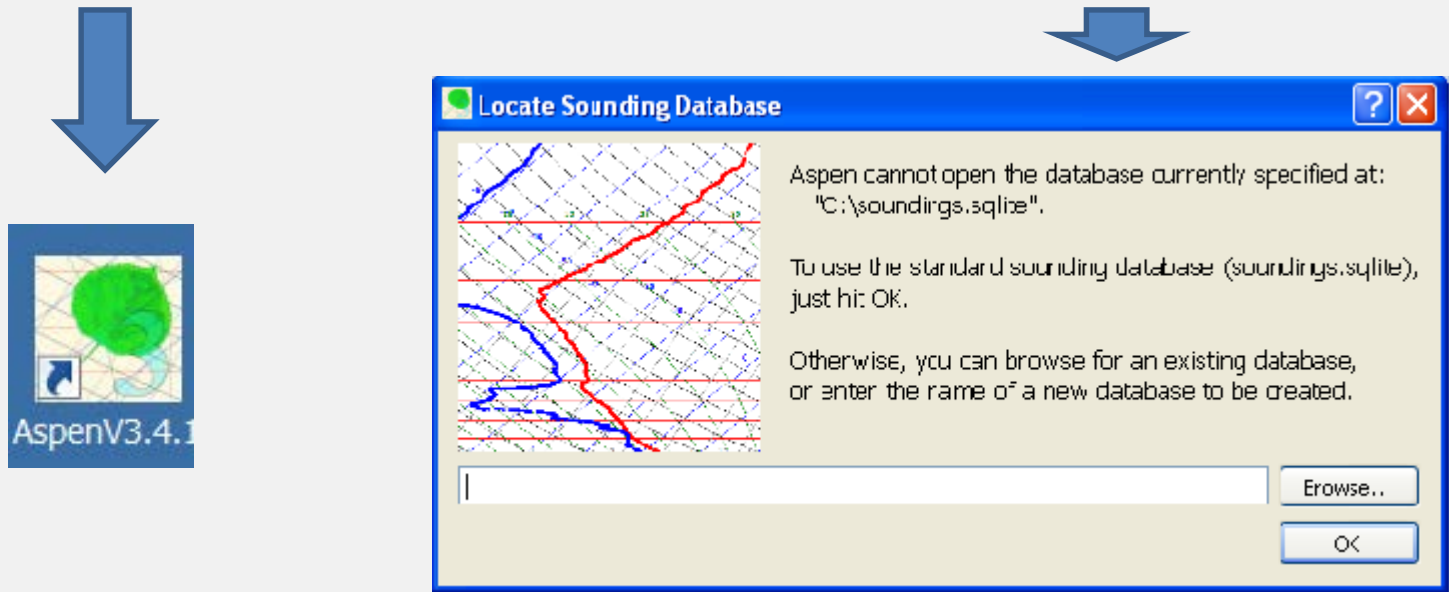 Locate Sounding Database
Aspen cannot open the database currently specified at:
"C:\soundings.sqlite".
To use the standard sounding database (soundings.sqlite),
just hit OK.
Otherwise, you can browse for an existing database,
or enter the name of a new database to be created.
Browse..
OK
AspenV3.4.1